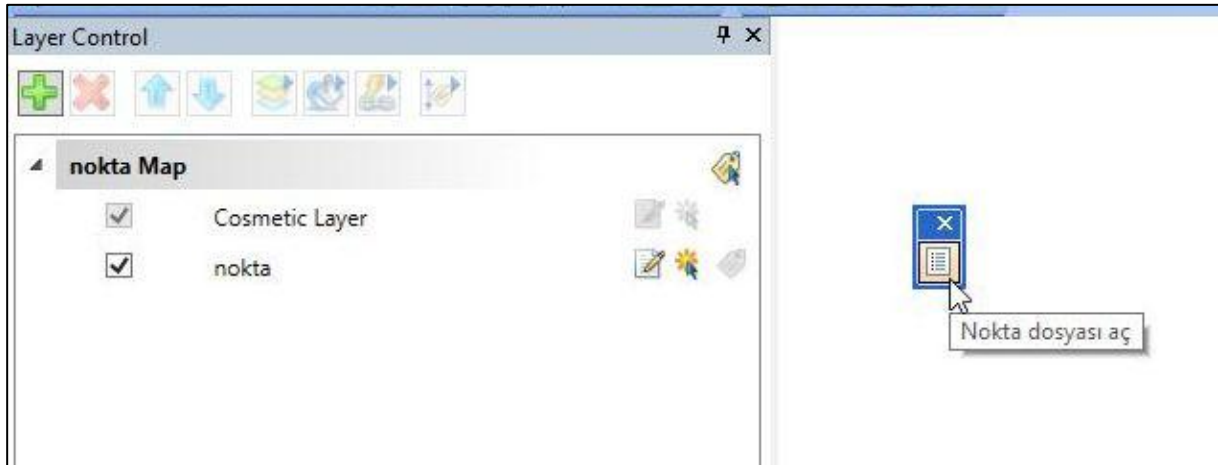 Layer Control
nokta Map
Cosmetic Layer
nokta
Nokta dosyası aç